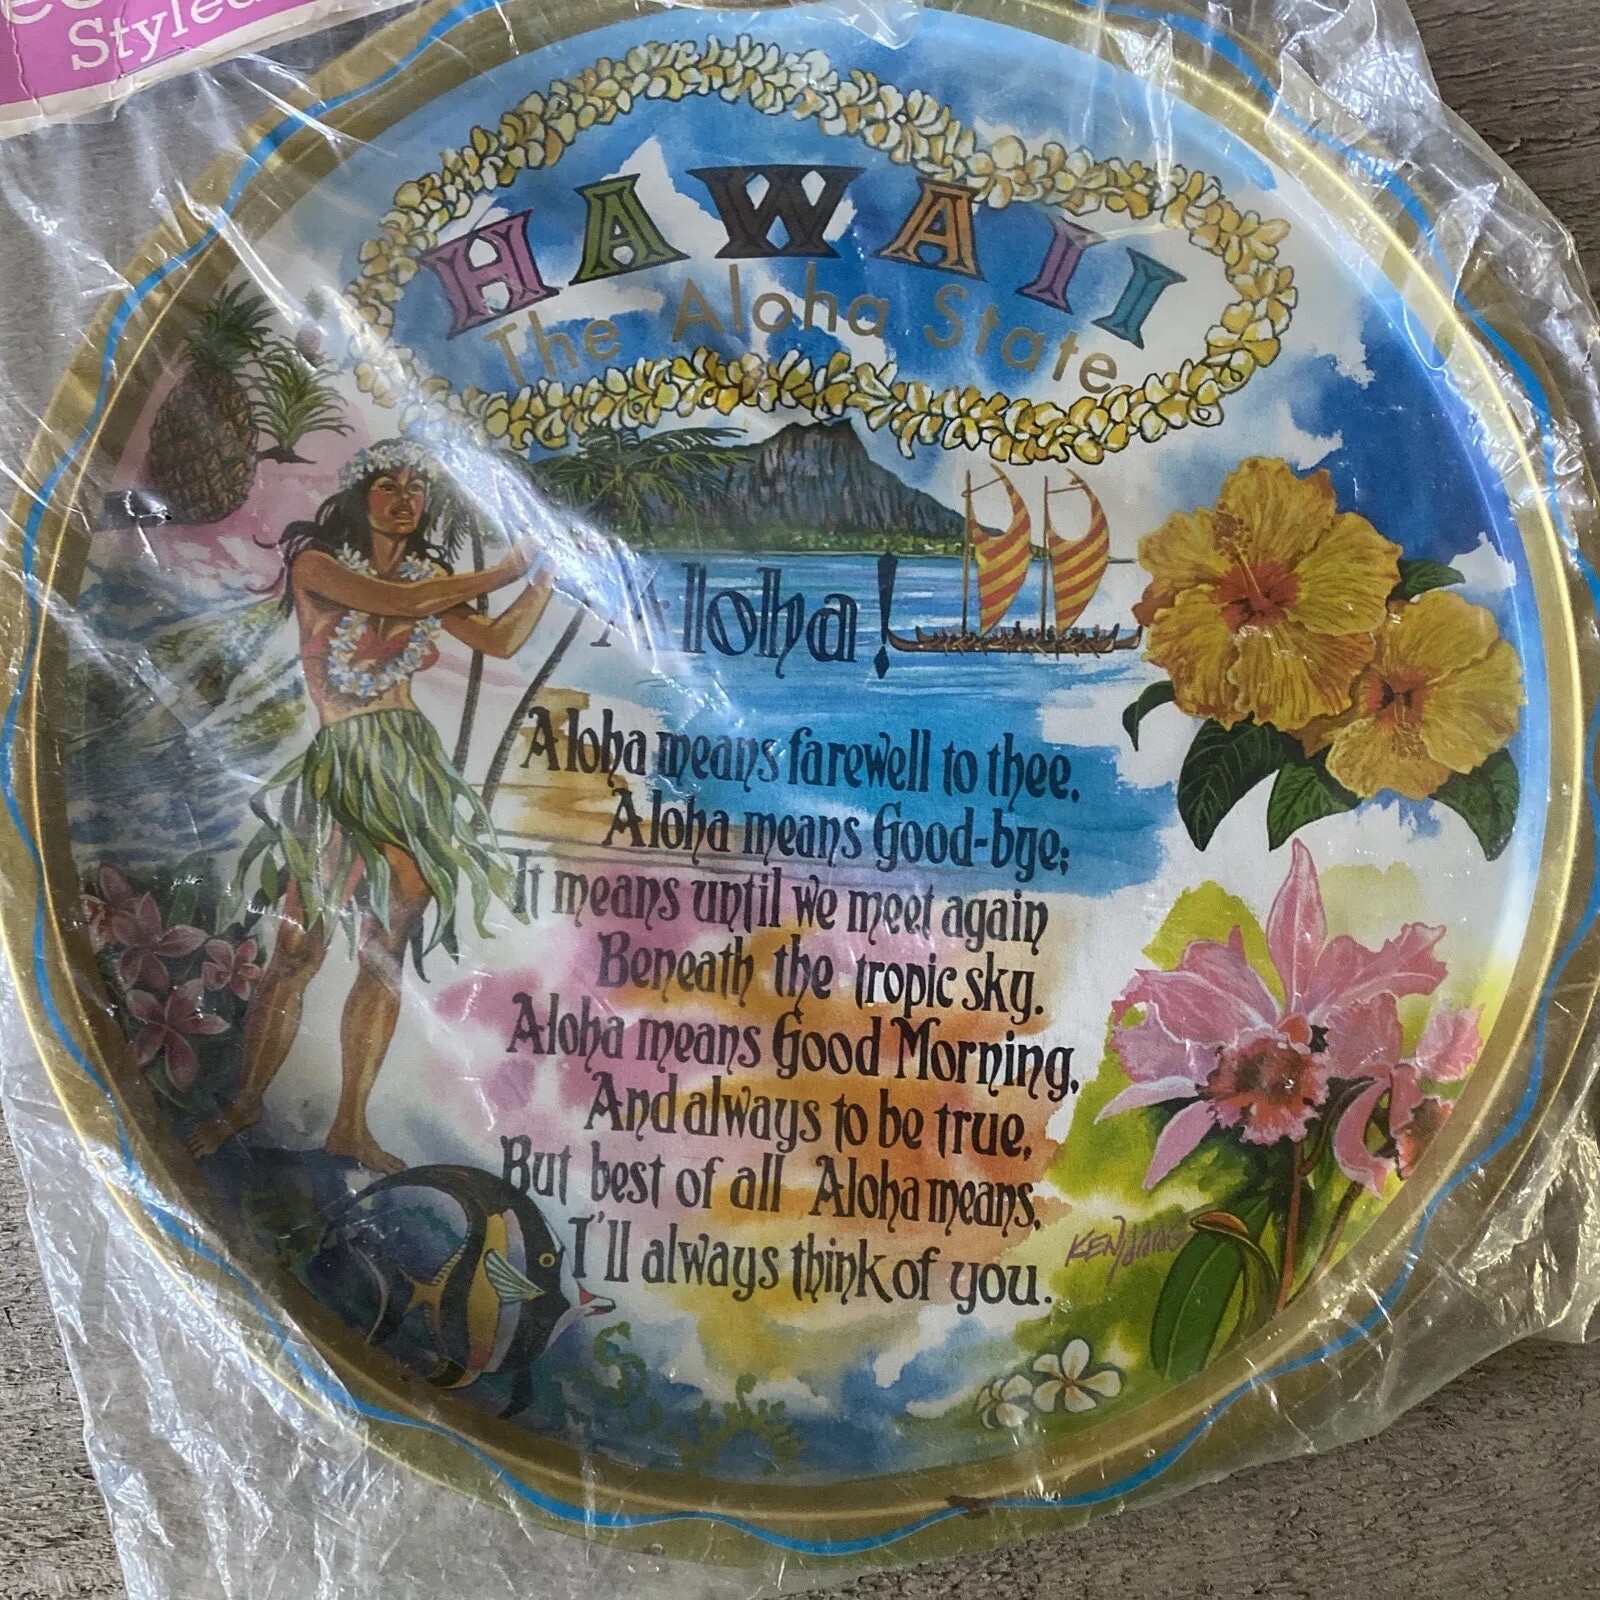 Styled
HAWAII
The Aloha State
Aloha!
Aloha means farewell to thee.
Aloha means Good-bye;
It means until we meet again
Beneath the tropic sky.
Aloha means Good Morning,
And always to be true,
But best of all Aloha means,
I'll always think of you.
KEN